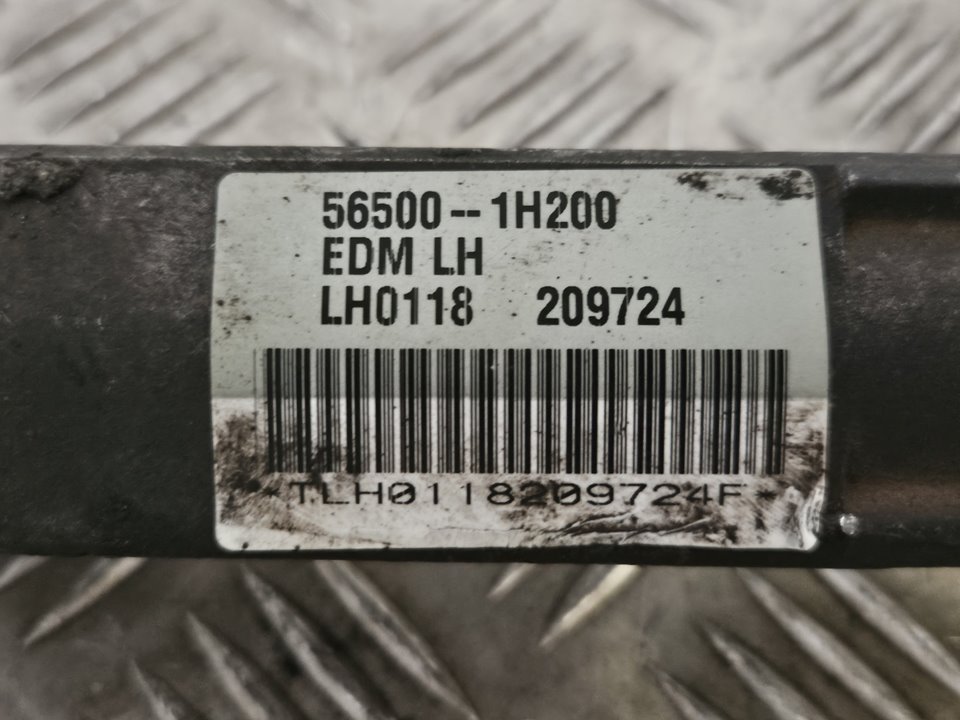 56500--1H200
EDM LH
LH0118 209724
*TLH0118209724F*